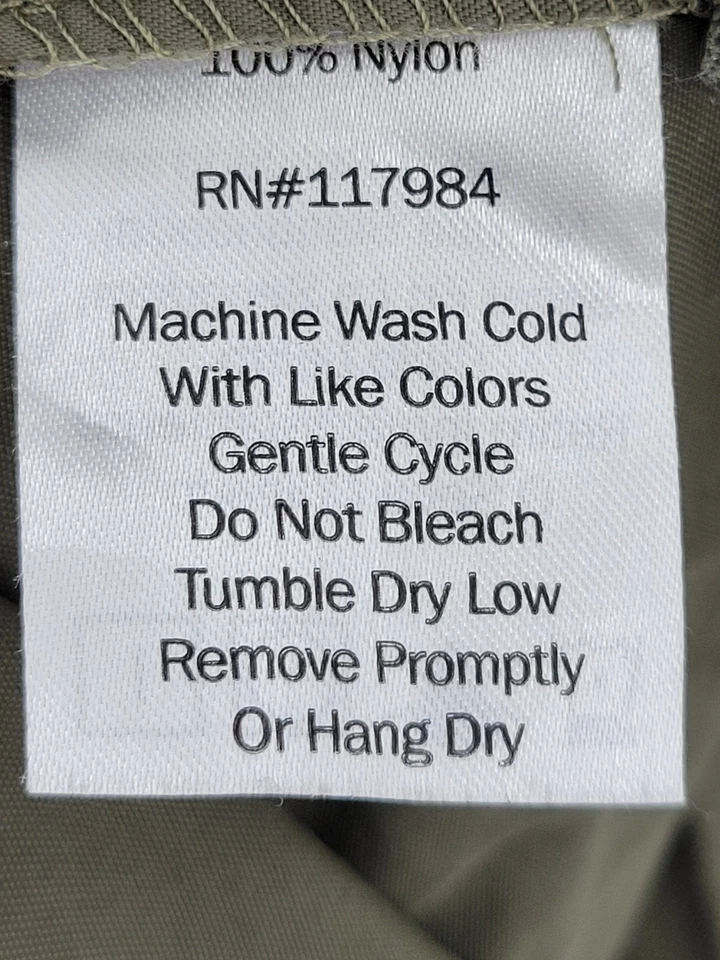 100% Nylon
RN#117984
Machine Wash Cold
With Like Colors
Gentle Cycle
Do Not Bleach
Tumble Dry Low
Remove Promptly
Or Hang Dry